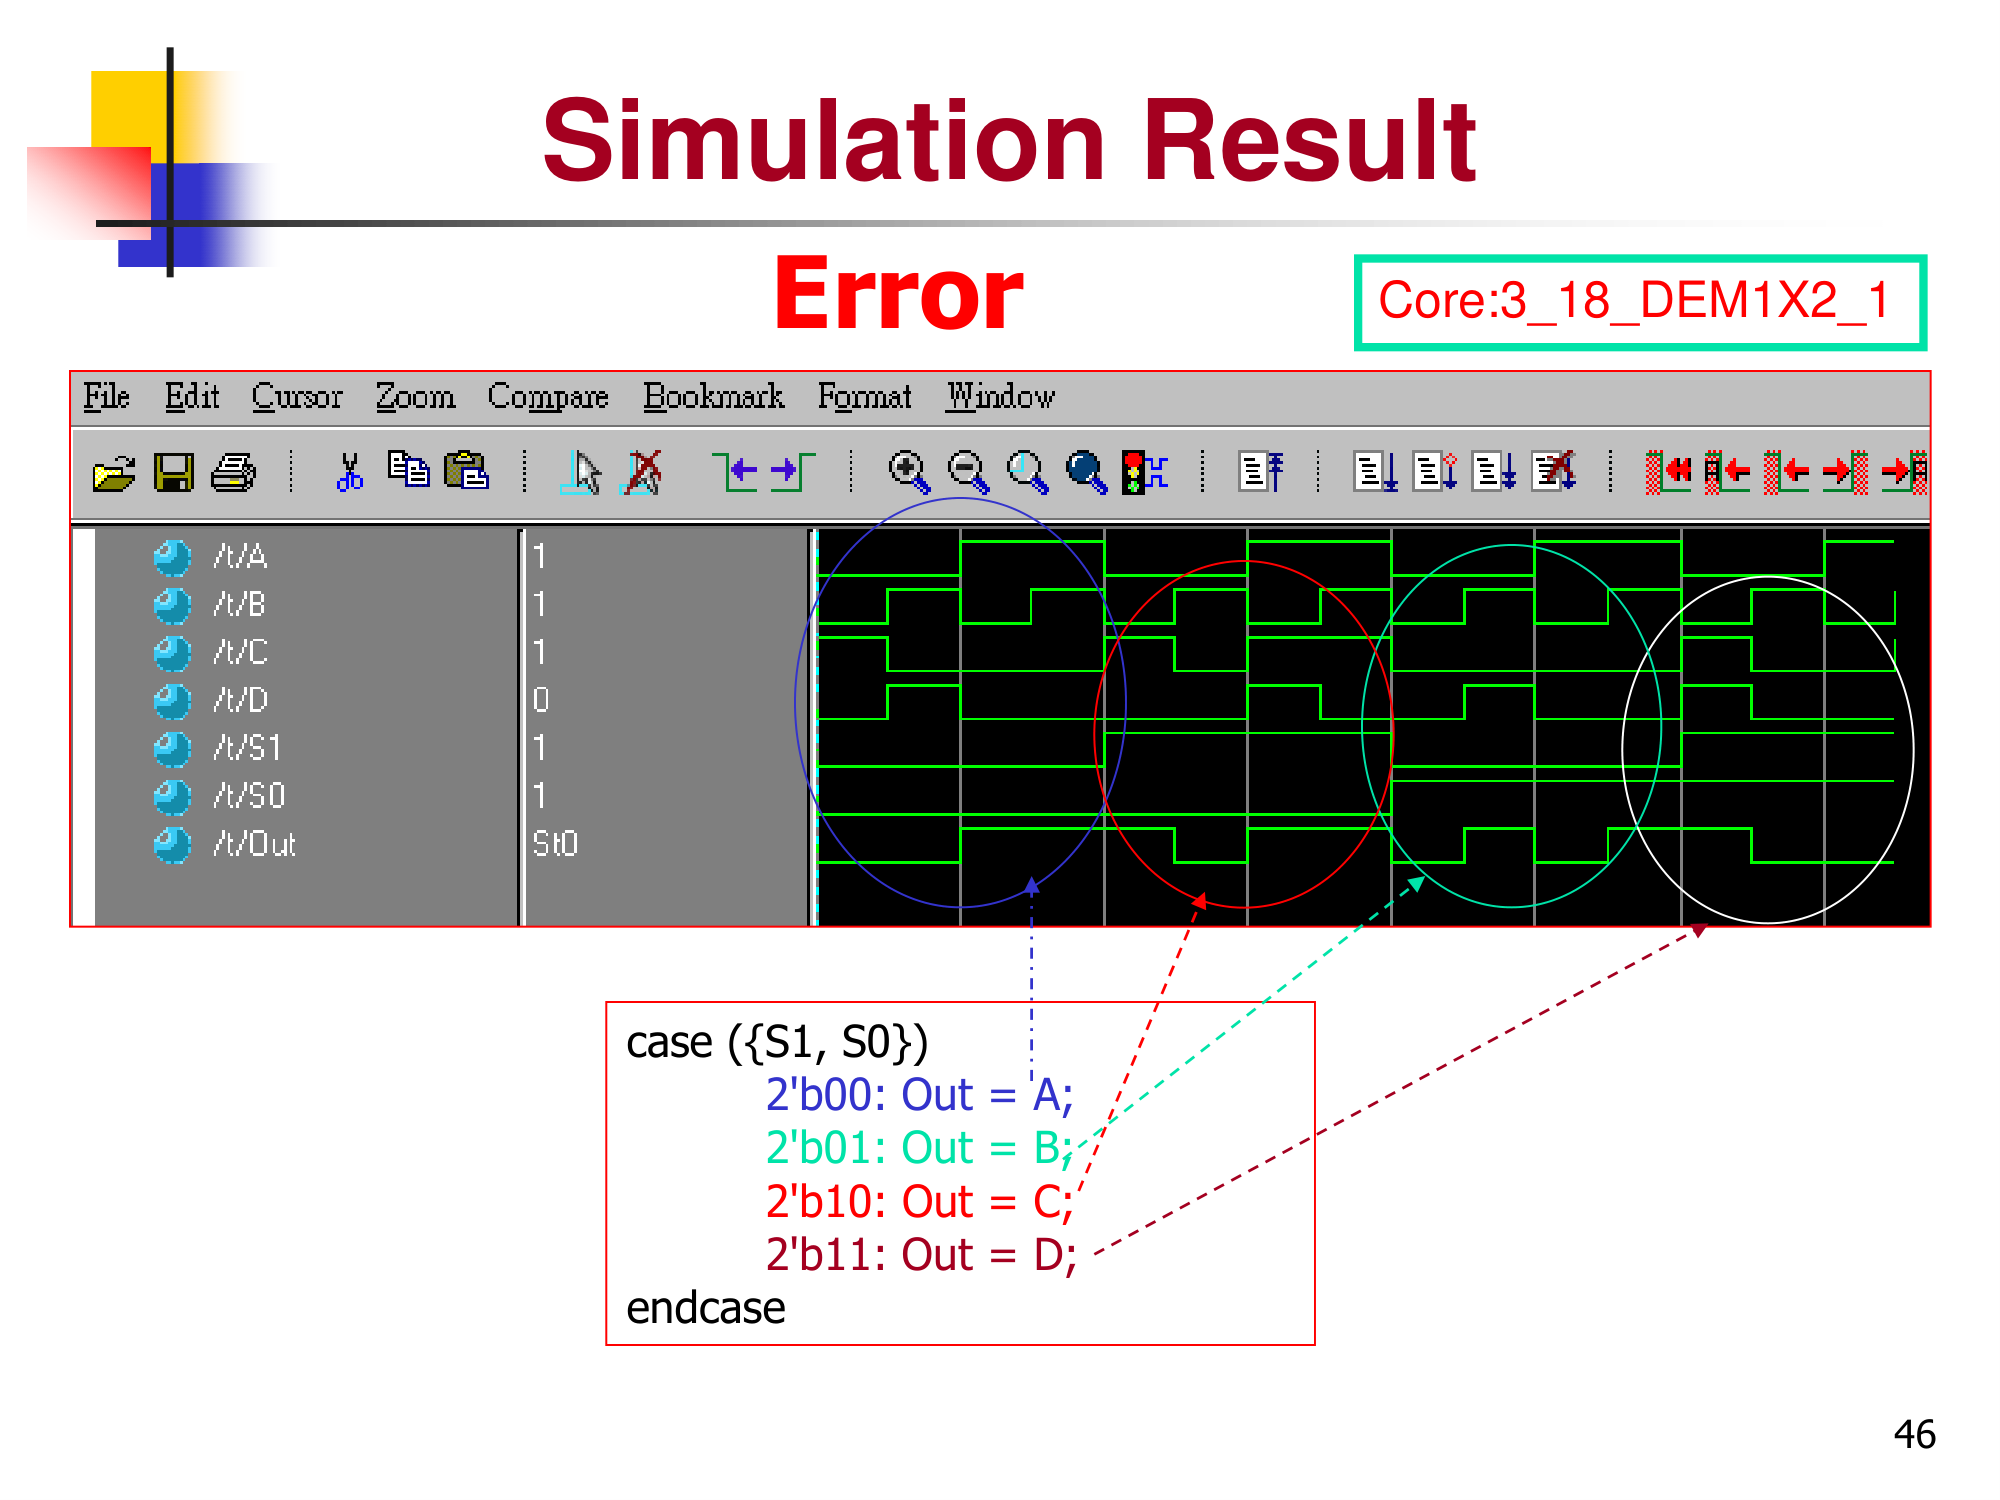 Simulation Result
Error
Core:3_18_DEM1X2_1
File Edit Cursor Zoom Compare Bookmark Format Window
/t/A 1
/t/B 1
/t/C 1
/t/D 0
/t/S1 1
/t/S0 1
/t/Out St0
case ({S1, S0})
2'b00: Out = A;
2'b01: Out = B;
2'b10: Out = C;
2'b11: Out = D;
endcase
46